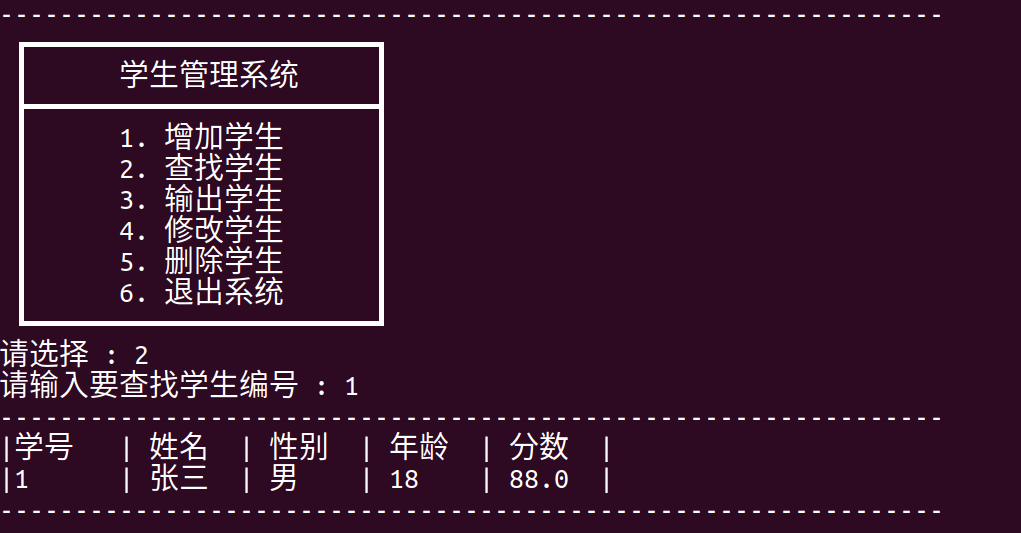 ---------------------------------------------------------------
学生管理系统
1. 增加学生
2. 查找学生
3. 输出学生
4. 修改学生
5. 删除学生
6. 退出系统
请选择 : 2
请输入要查找学生编号 : 1
---------------------------------------------------------------
|学号   | 姓名  | 性别  | 年龄  | 分数  |
|1      | 张三  | 男    | 18    | 88.0  |
---------------------------------------------------------------